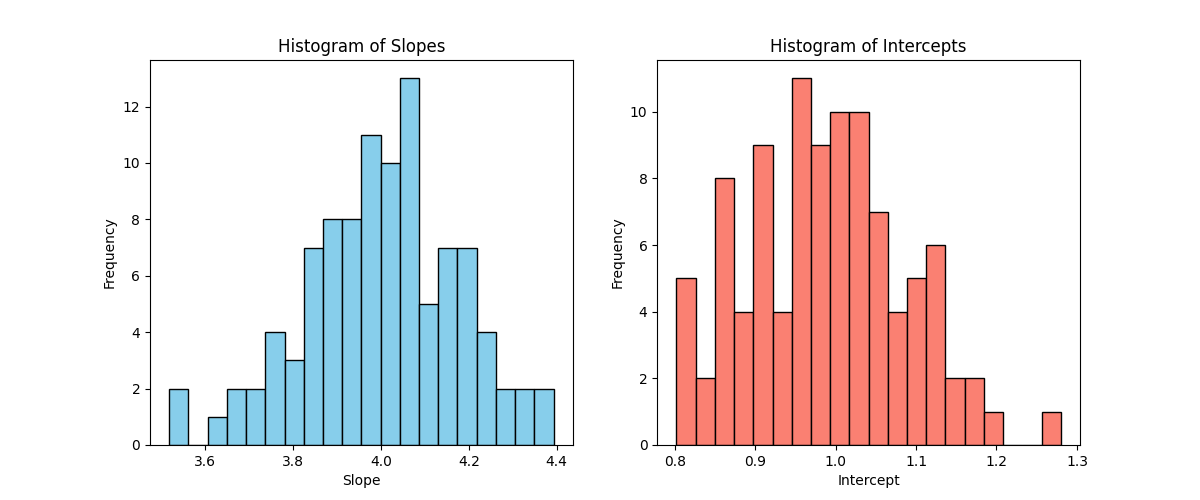 Histogram of Slopes
Frequency
12
10
8
6
4
2
0
3.6 3.8 4.0 4.2 4.4
Slope
Histogram of Intercepts
Frequency
10
8
6
4
2
0
0.8 0.9 1.0 1.1 1.2 1.3
Intercept